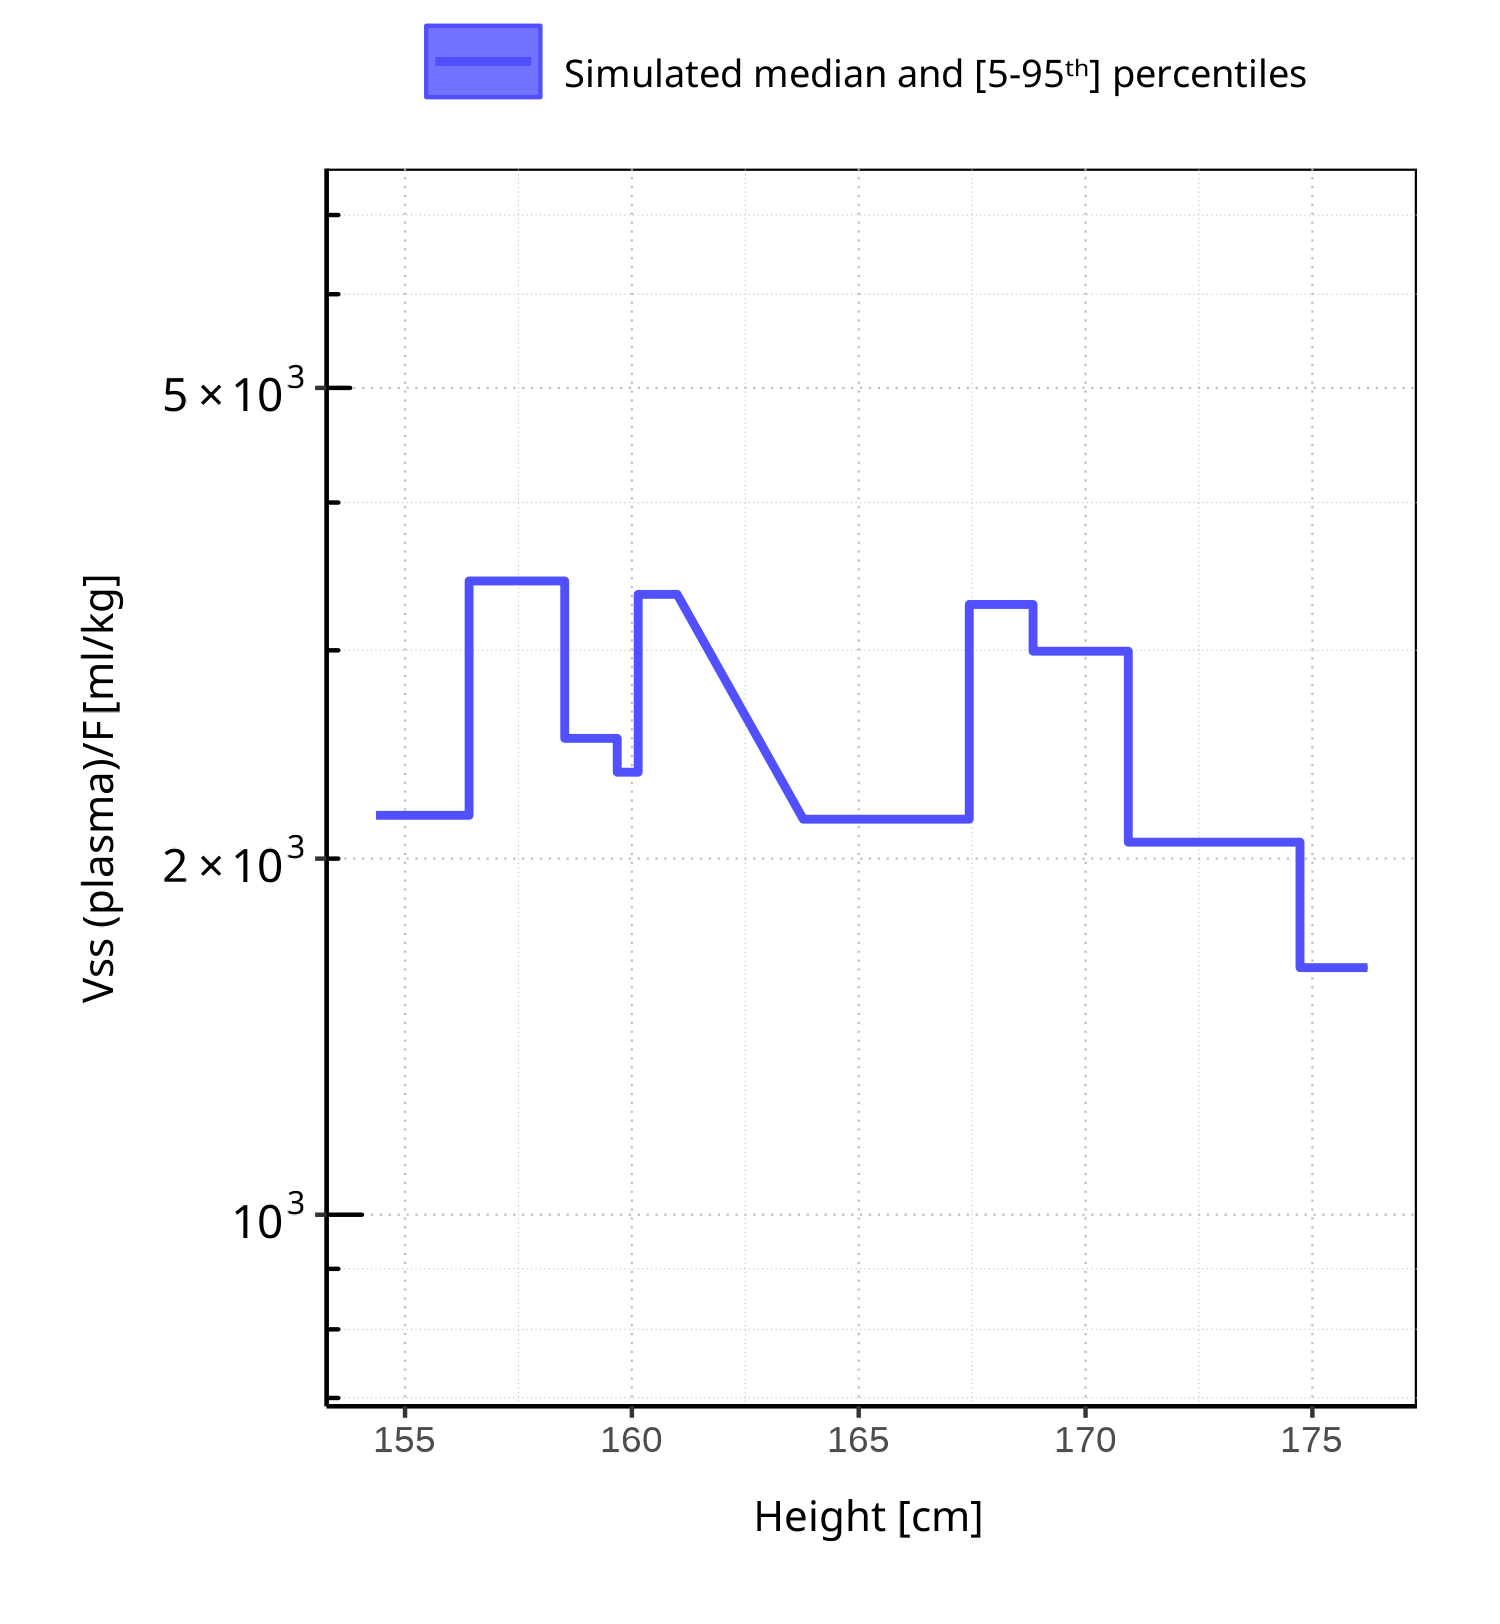 Simulated median and [5-95ᵗʰ] percentiles
5 × 10³
2 × 10³
10³
Vss (plasma)/F[ml/kg]
155 160 165 170 175
Height [cm]